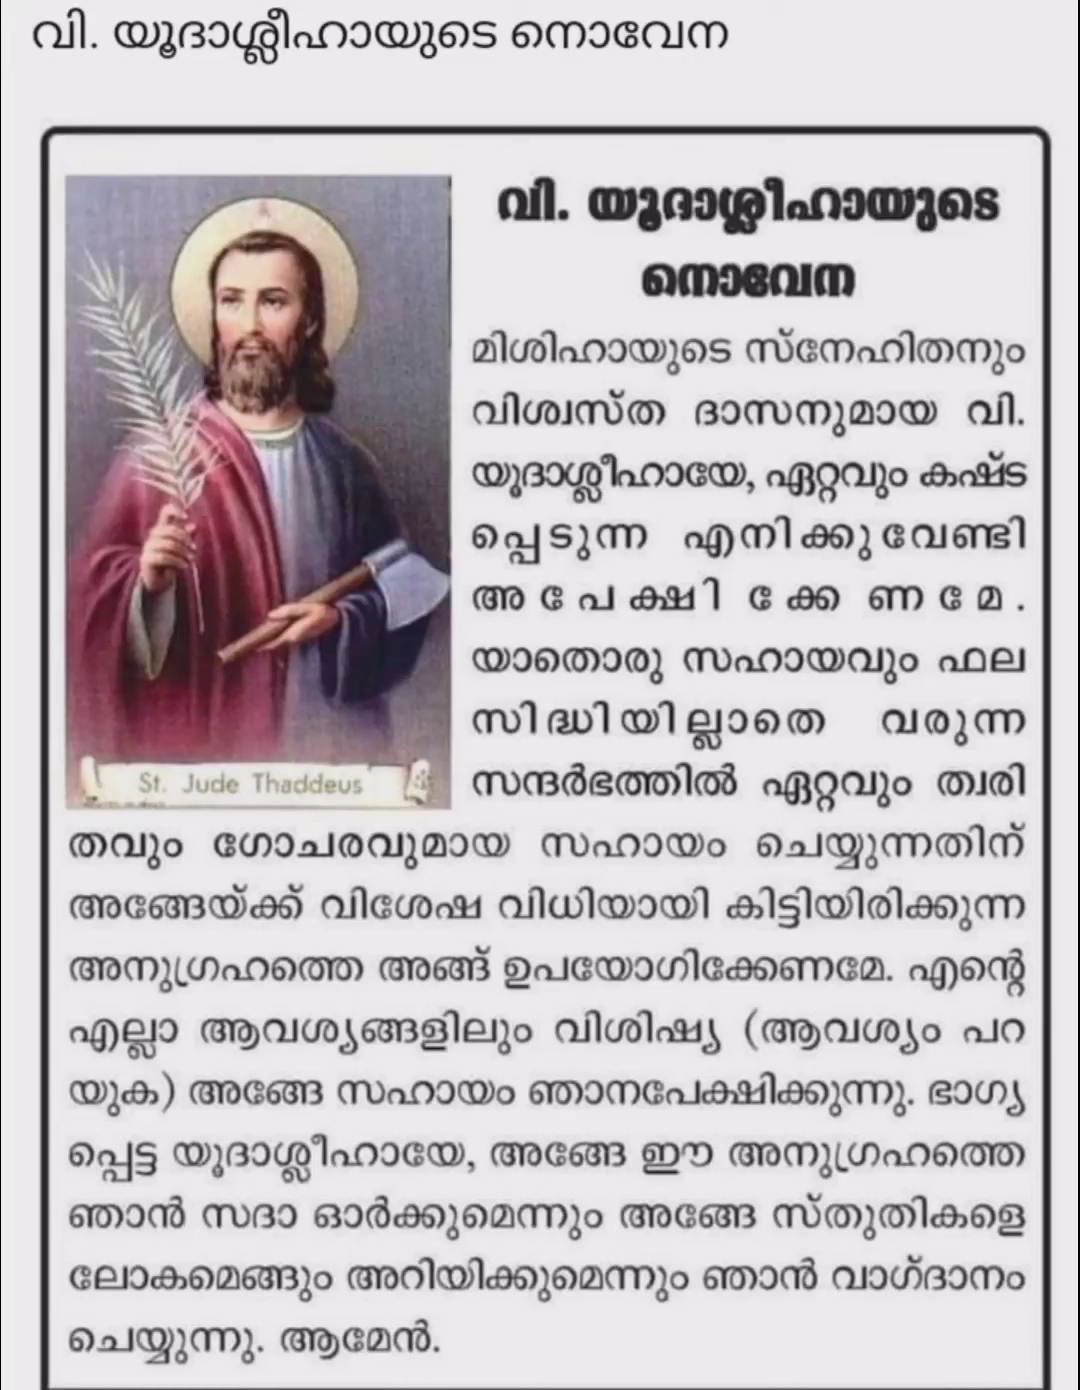 വി. യൂദാശ്ലീഹായുടെ നൊവേന
വി. യൂദാശ്ലീഹായുടെ
നൊവേന
മിശിഹായുടെ സ്നേഹിതനും
വിശ്വസ്ത ദാസനുമായ വി.
യൂദാശ്ലീഹായേ, ഏറ്റവും കഷ്ട
പ്പെടുന്ന എനിക്കുവേണ്ടി
അപേക്ഷിക്കേണമേ.
യാതൊരു സഹായവും ഫല
സിദ്ധിയില്ലാതെ വരുന്ന
സന്ദർഭത്തിൽ ഏറ്റവും ത്വരി
St. Jude Thaddeus
തവും ഗോചരവുമായ സഹായം ചെയ്യുന്നതിന്
അങ്ങേയ്ക്ക് വിശേഷ വിധിയായി കിട്ടിയിരിക്കുന്ന
അനുഗ്രഹത്തെ അങ്ങ് ഉപയോഗിക്കേണമേ. എന്റെ
എല്ലാ ആവശ്യങ്ങളിലും വിശിഷ്യ (ആവശ്യം പറ
യുക) അങ്ങേ സഹായം ഞാനപേക്ഷിക്കുന്നു. ഭാഗ്യ
പ്പെട്ട യൂദാശ്ലീഹായേ, അങ്ങേ ഈ അനുഗ്രഹത്തെ
ഞാൻ സദാ ഓർക്കുമെന്നും അങ്ങേ സ്തുതികളെ
ലോകമെങ്ങും അറിയിക്കുമെന്നും ഞാൻ വാഗ്ദാനം
ചെയ്യുന്നു. ആമേൻ.